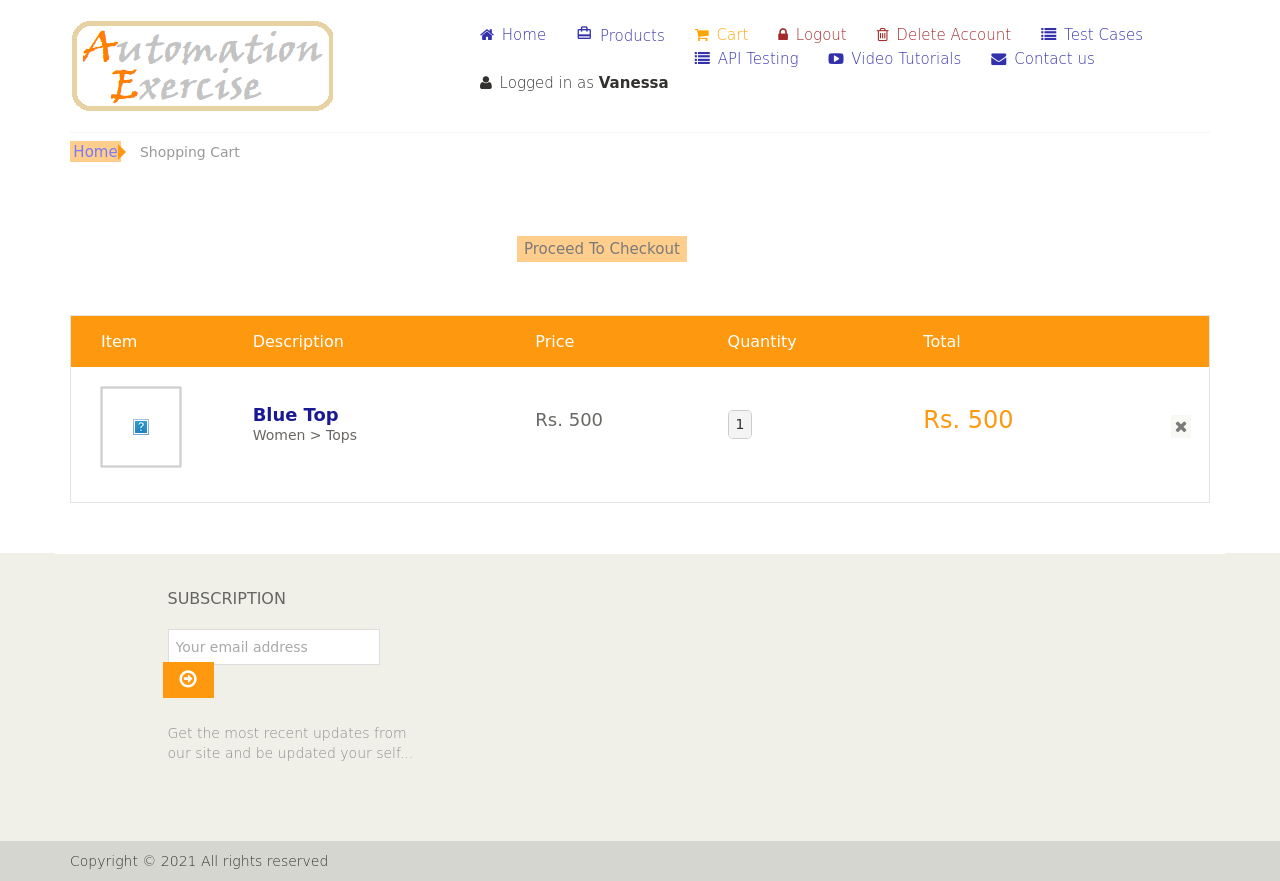 Automation
Exercise
Home Products Cart Logout Delete Account Test Cases
API Testing Video Tutorials Contact us
Logged in as Vanessa
Home Shopping Cart
Proceed To Checkout
Item Description Price Quantity Total
Blue Top
Women > Tops
Rs. 500
1
Rs. 500
SUBSCRIPTION
Your email address
Get the most recent updates from
our site and be updated your self...
Copyright © 2021 All rights reserved